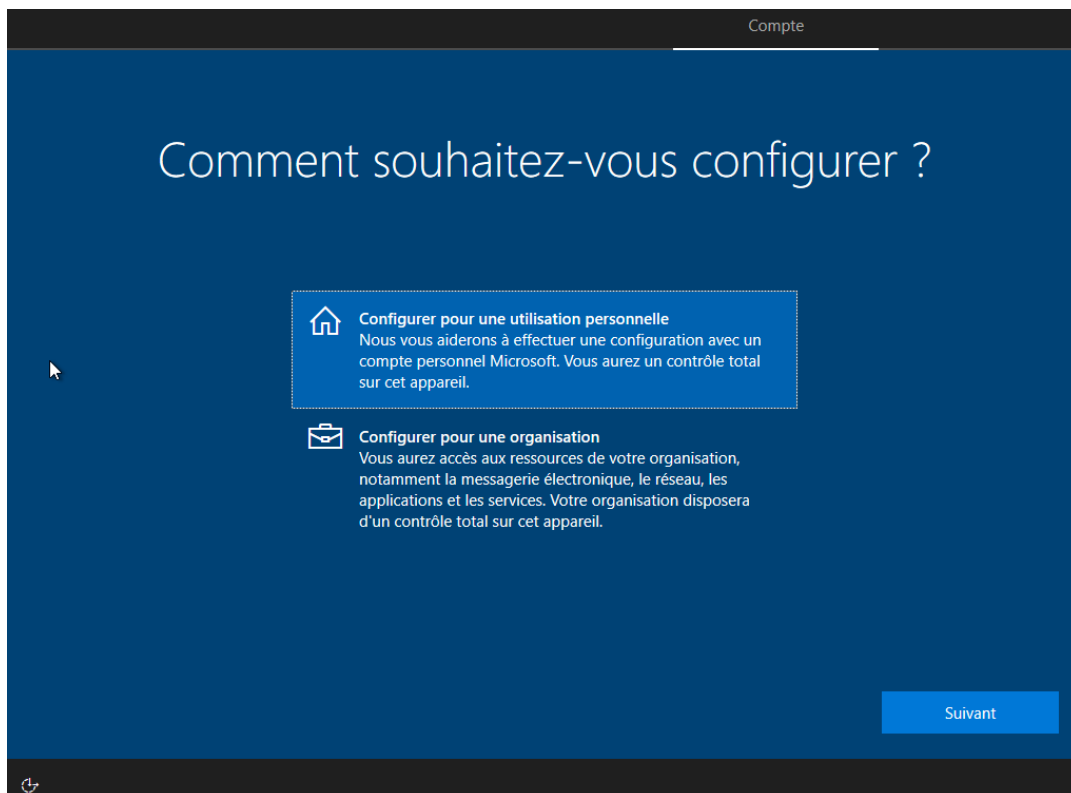 Compte
Comment souhaitez-vous configurer ?
Configurer pour une utilisation personnelle
Nous vous aiderons à effectuer une configuration avec un
compte personnel Microsoft. Vous aurez un contrôle total
sur cet appareil.
Configurer pour une organisation
Vous aurez accès aux ressources de votre organisation,
notamment la messagerie électronique, le réseau, les
applications et les services. Votre organisation disposera
d'un contrôle total sur cet appareil.
Suivant